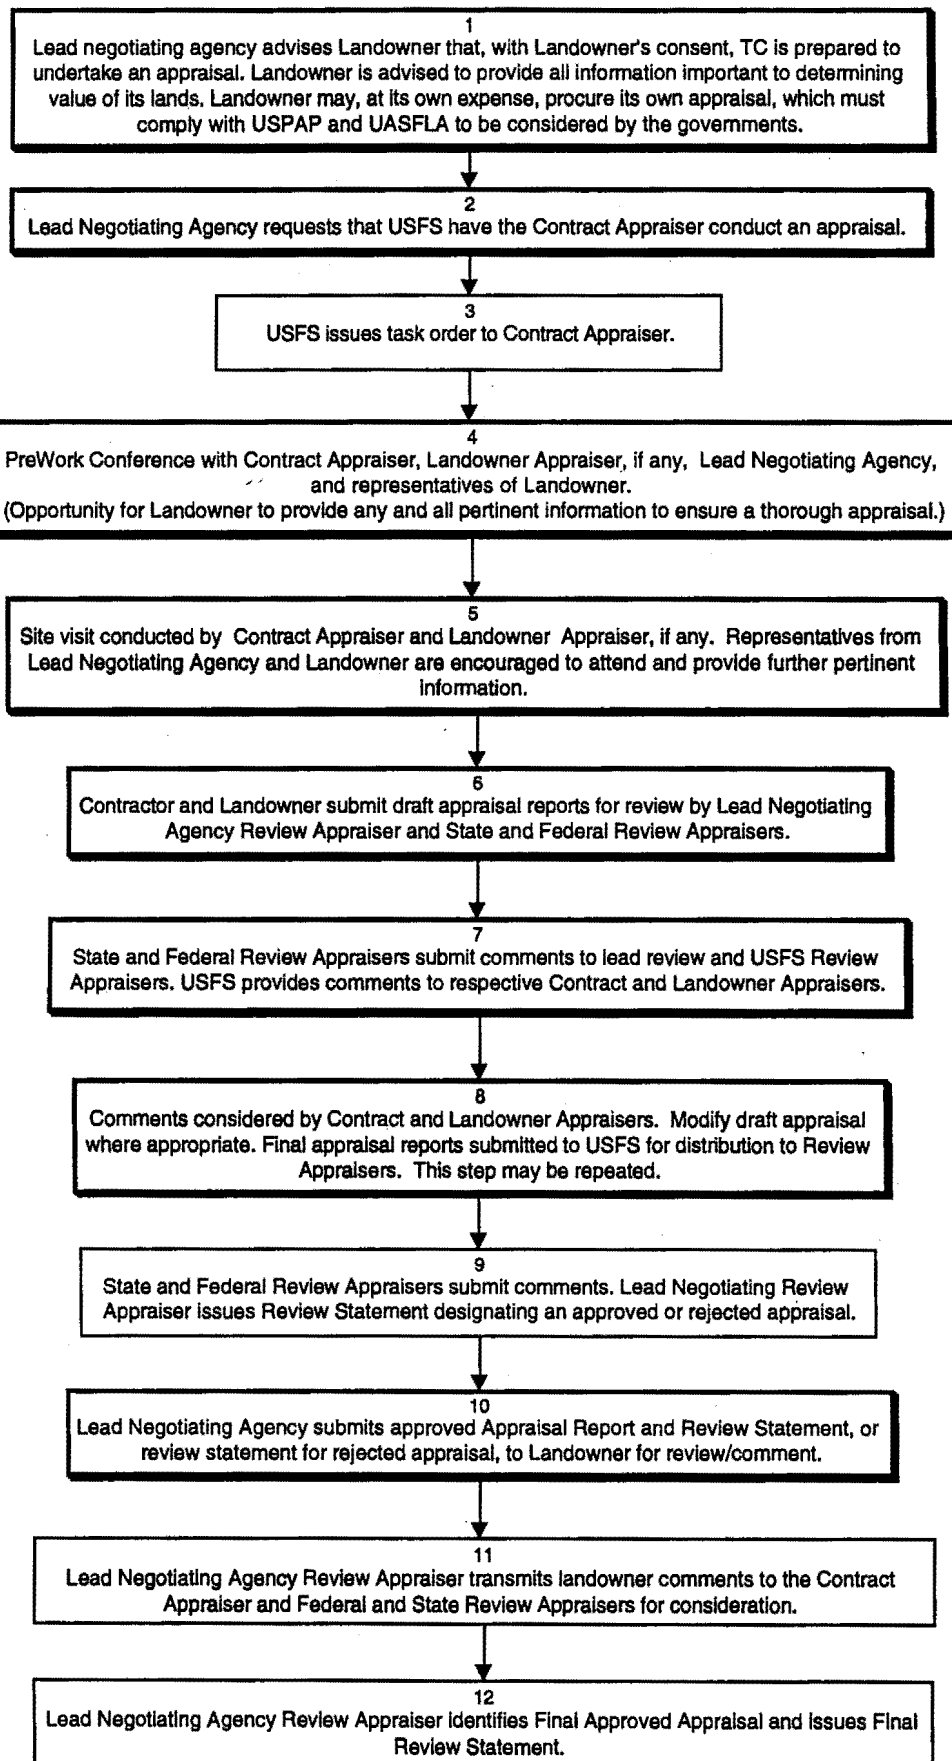 1
Lead negotiating agency advises Landowner that, with Landowner's consent, TC is prepared to
undertake an appraisal. Landowner is advised to provide all information important to determining
value of its lands. Landowner may, at its own expense, procure its own appraisal, which must
comply with USPAP and UASFLA to be considered by the governments.
2
Lead Negotiating Agency requests that USFS have the Contract Appraiser conduct an appraisal.
3
USFS issues task order to Contract Appraiser.
4
PreWork Conference with Contract Appraiser, Landowner Appraiser, if any, Lead Negotiating Agency,
and representatives of Landowner.
(Opportunity for Landowner to provide any and all pertinent information to ensure a thorough appraisal.)
5
Site visit conducted by Contract Appraiser and Landowner Appraiser, if any. Representatives from
Lead Negotiating Agency and Landowner are encouraged to attend and provide further pertinent
information.
6
Contractor and Landowner submit draft appraisal reports for review by Lead Negotiating
Agency Review Appraiser and State and Federal Review Appraisers.
7
State and Federal Review Appraisers submit comments to lead review and USFS Review
Appraisers. USFS provides comments to respective Contract and Landowner Appraisers.
8
Comments considered by Contract and Landowner Appraisers. Modify draft appraisal
where appropriate. Final appraisal reports submitted to USFS for distribution to Review
Appraisers. This step may be repeated.
9
State and Federal Review Appraisers submit comments. Lead Negotiating Review
Appraiser issues Review Statement designating an approved or rejected appraisal.
10
Lead Negotiating Agency submits approved Appraisal Report and Review Statement, or
review statement for rejected appraisal, to Landowner for review/comment.
11
Lead Negotiating Agency Review Appraiser transmits landowner comments to the Contract
Appraiser and Federal and State Review Appraisers for consideration.
12
Lead Negotiating Agency Review Appraiser identifies Final Approved Appraisal and issues Final
Review Statement.